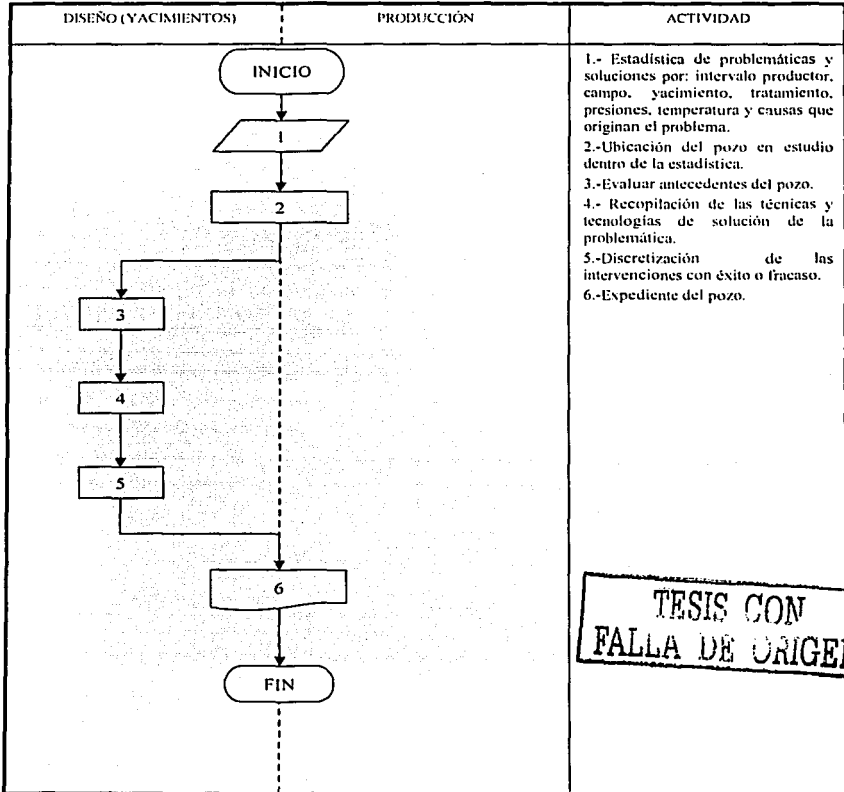 DISEÑO (YACIMIENTOS)
PRODUCCIÓN
ACTIVIDAD
INICIO
1
2
3
4
5
6
FIN
1.- Estadística de problemáticas y
soluciones por: intervalo productor,
campo, yacimiento, tratamiento,
presiones, temperatura y causas que
originan el problema.
2.-Ubicación del pozo en estudio
dentro de la estadística.
3.-Evaluar antecedentes del pozo.
4.- Recopilación de las técnicas y
tecnologías de solución de la
problemática.
5.-Discretización de las
intervenciones con éxito o fracaso.
6.-Expediente del pozo.
TESIS CON
FALLA DE ORIGEN